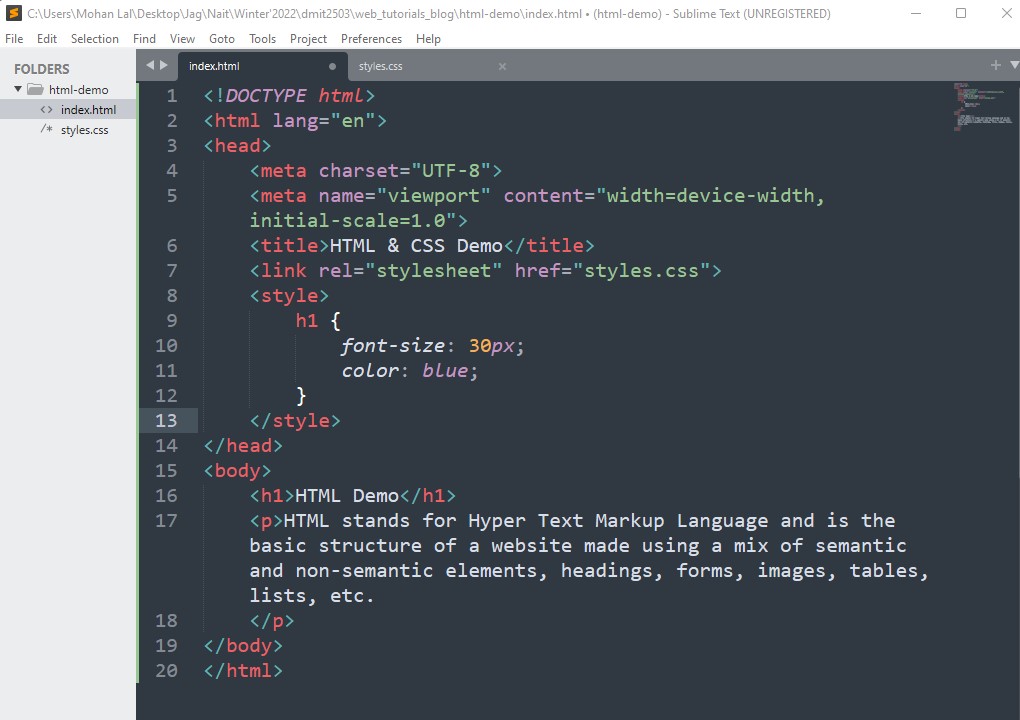 C:\Users\Mohan Lal\Desktop\Jag\Nait\Winter'2022\dmit2503\web_tutorials_blog\html-demo\index.html • (html-demo) - Sublime Text (UNREGISTERED)
File Edit Selection Find View Goto Tools Project Preferences Help
FOLDERS
html-demo
<> index.html
/* styles.css
index.html
styles.css
1 <!DOCTYPE html>
2 <html lang="en">
3 <head>
4     <meta charset="UTF-8">
5     <meta name="viewport" content="width=device-width,
    initial-scale=1.0">
6     <title>HTML & CSS Demo</title>
7     <link rel="stylesheet" href="styles.css">
8     <style>
9         h1 {
10             font-size: 30px;
11             color: blue;
12         }
13     </style>
14 </head>
15 <body>
16     <h1>HTML Demo</h1>
17     <p>HTML stands for Hyper Text Markup Language and is the
    basic structure of a website made using a mix of semantic
    and non-semantic elements, headings, forms, images, tables,
    lists, etc.
18     </p>
19 </body>
20 </html>